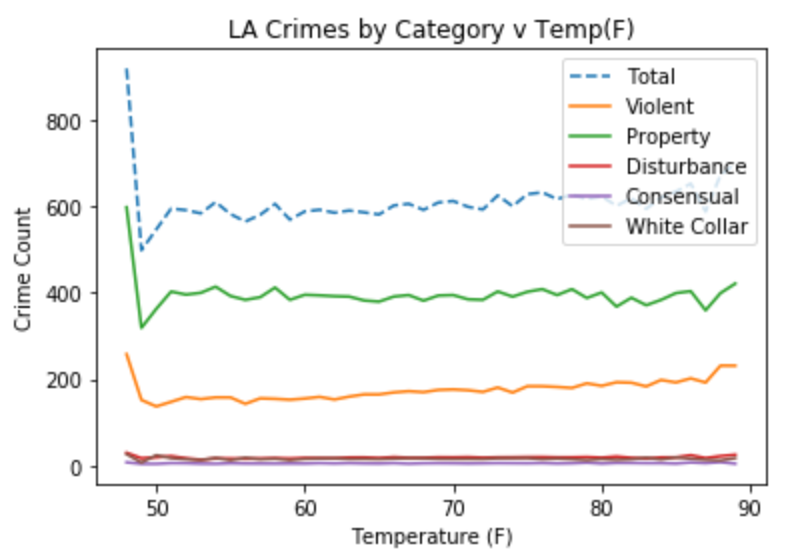 LA Crimes by Category v Temp(F)
Total
Violent
Property
Disturbance
Consensual
White Collar
800
600
400
200
0
Crime Count
50
60
70
80
90
Temperature (F)